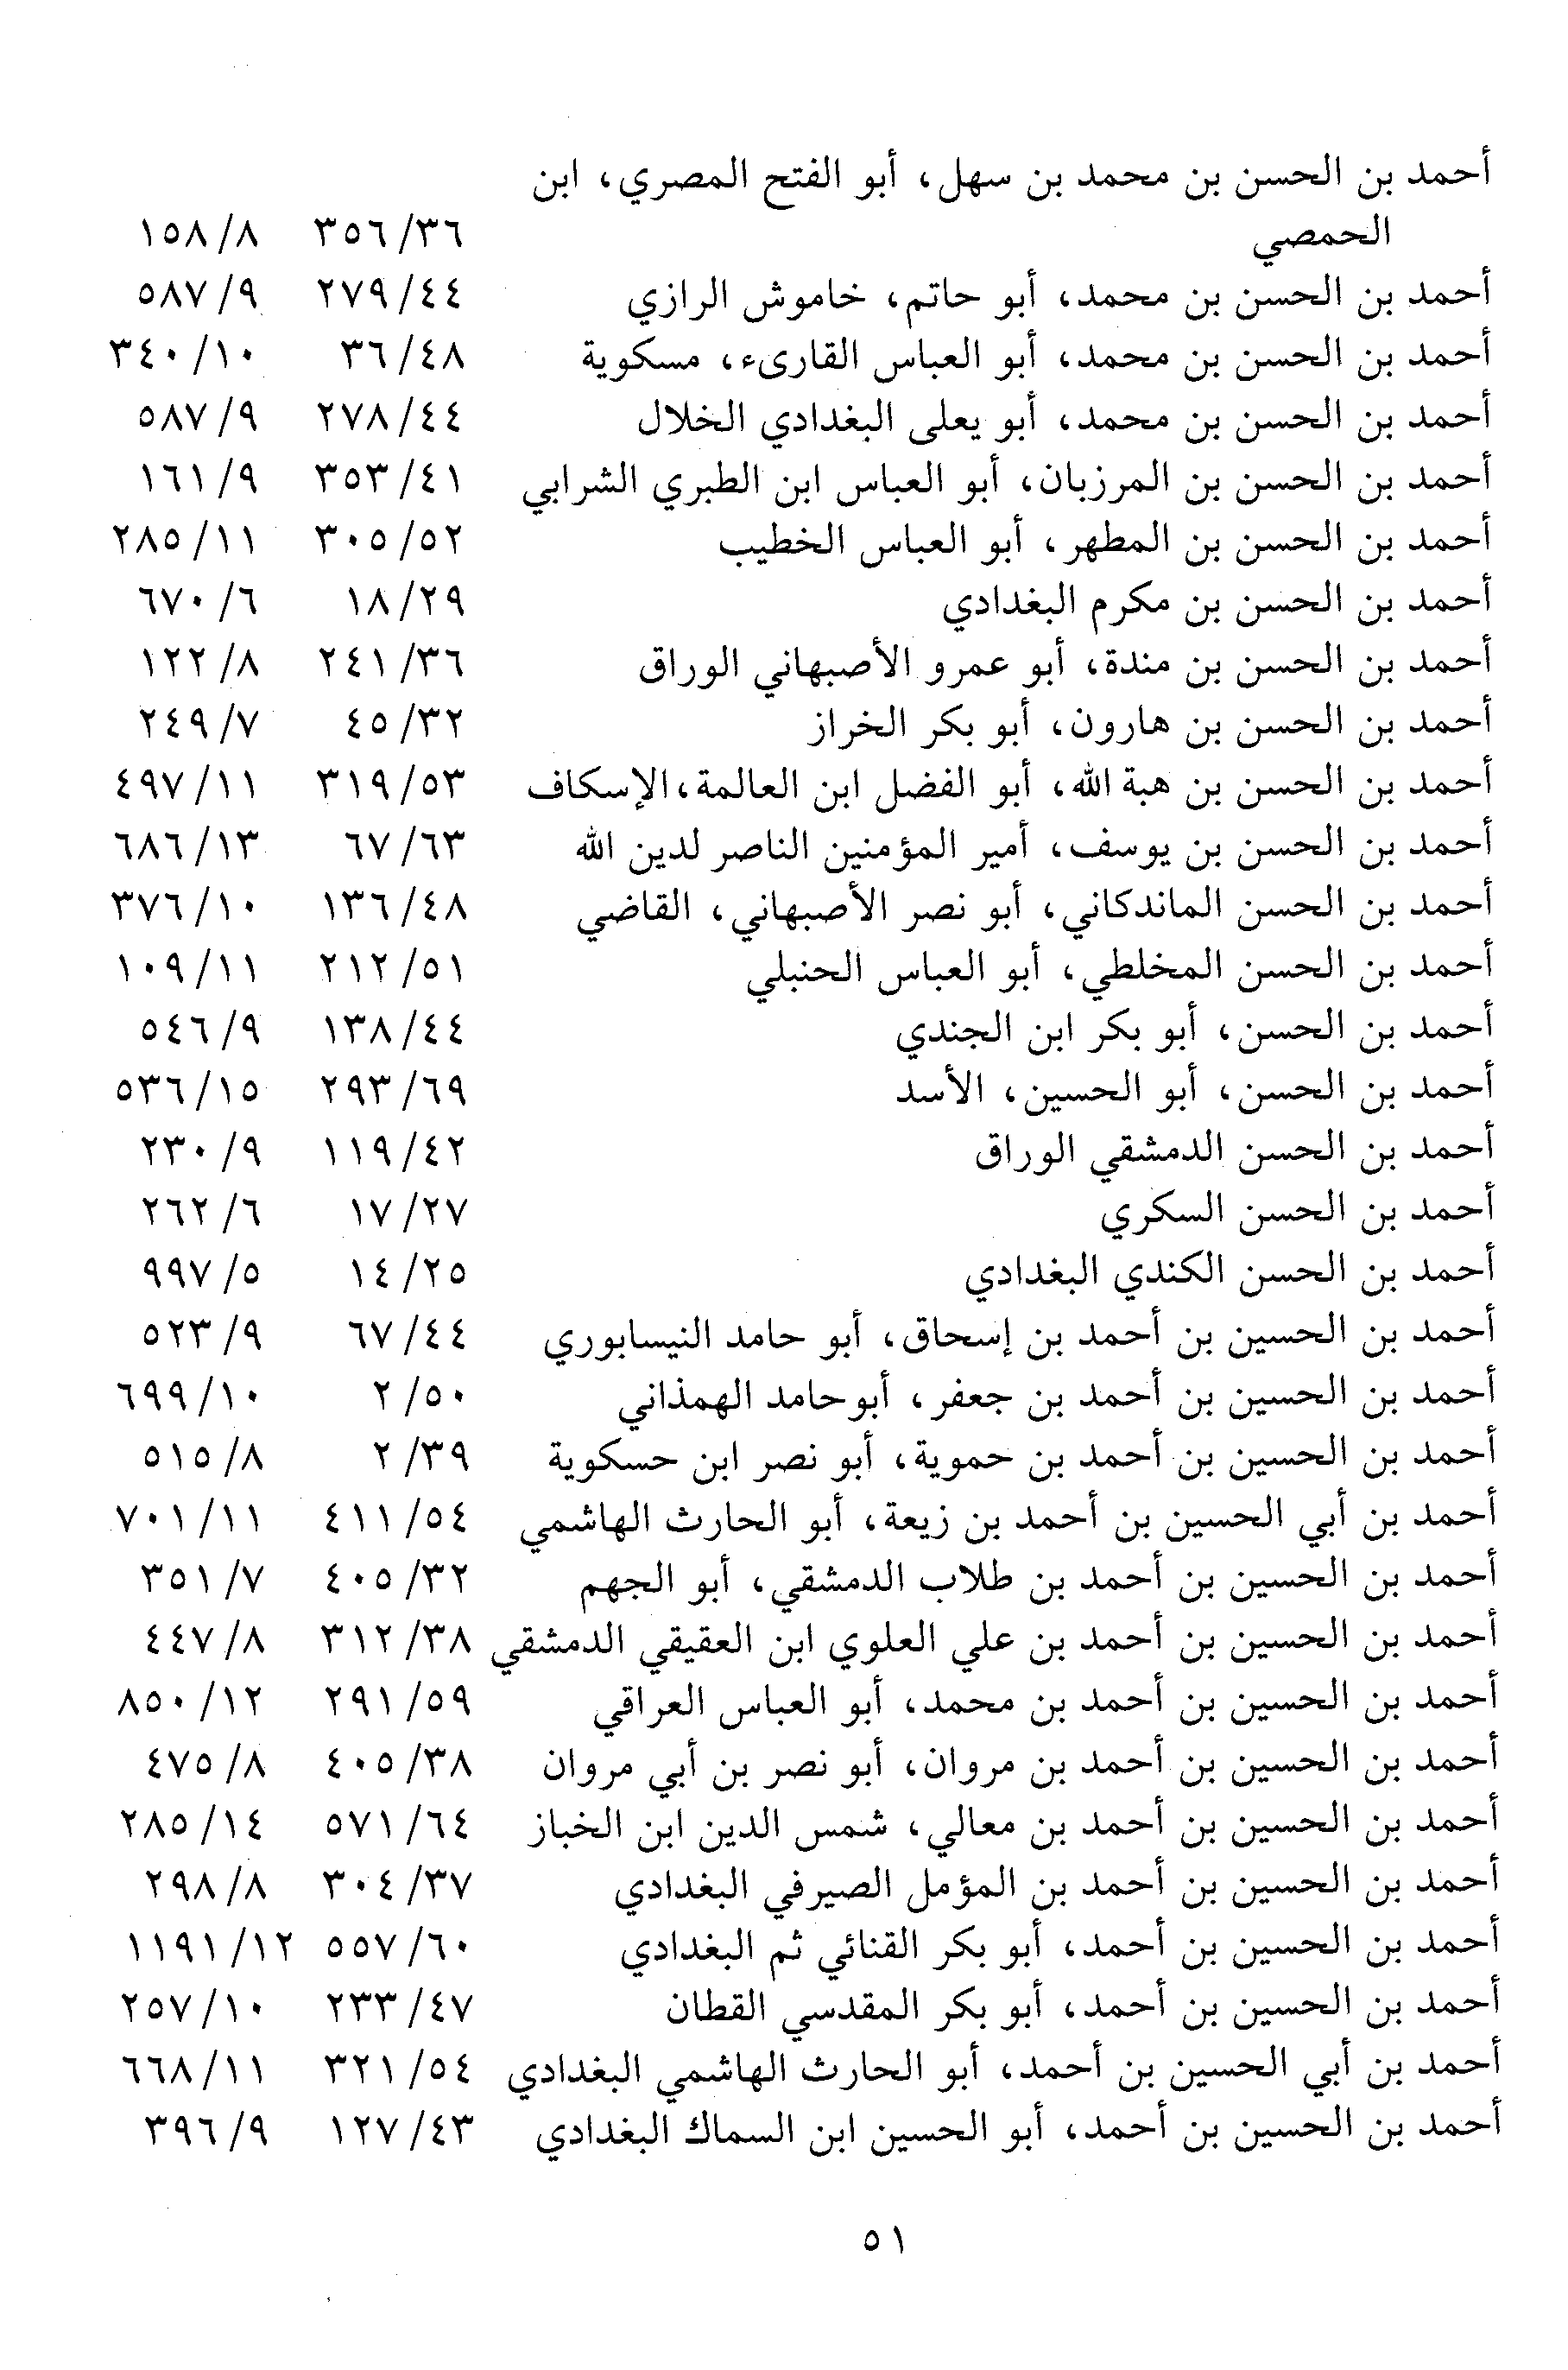 أحمد بن الحسن بن محمد بن سهل، أبو الفتح المصري، ابن
الحمصي ٣٦/ ٣٥٦ ٨/ ١٥٨
أحمد بن الحسن بن محمد، أبو حاتم، خاموش الرازي ٤٤/ ٢٧٩ ٩/ ٥٨٧
أحمد بن الحسن بن محمد، أبو العباس القارىء، مسكوية ٤٨/ ٣٦ ١٠/ ٣٤٠
أحمد بن الحسن بن محمد، أبو يعلى البغدادي الخلال ٤٤/ ٢٧٨ ٩/ ٥٨٧
أحمد بن الحسن بن المرزبان، أبو العباس ابن الطبري الشرابي ٤١/ ٣٥٣ ٩/ ١٦١
أحمد بن الحسن بن المطهر، أبو العباس الخطيب ٥٢/ ٣٠٥ ١١/ ٢٨٥
أحمد بن الحسن بن مكرم البغدادي ٢٩/ ١٨ ٦/ ٦٧٠
أحمد بن الحسن بن مندة، أبو عمرو الأصبهاني الوراق ٣٦/ ٢٤١ ٨/ ١٢٢
أحمد بن الحسن بن هارون، أبو بكر الخراز ٣٢/ ٤٥ ٧/ ٢٤٩
أحمد بن الحسن بن هبة الله، أبو الفضل ابن العالمة، الإسكاف ٥٣/ ٣١٩ ١١/ ٤٩٧
أحمد بن الحسن بن يوسف، أمير المؤمنين الناصر لدين الله ٦٣/ ٦٧ ١٣/ ٦٨٦
أحمد بن الحسن الماندكاني، أبو نصر الأصبهاني، القاضي ٤٨/ ١٣٦ ١٠/ ٣٧٦
أحمد بن الحسن المخلطي، أبو العباس الحنبلي ٥١/ ٢١٢ ١١/ ١٠٩
أحمد بن الحسن، أبو بكر ابن الجندي ٤٤/ ١٣٨ ٩/ ٥٤٦
أحمد بن الحسن، أبو الحسين، الأسد ٦٩/ ٢٩٣ ١٥/ ٥٣٦
أحمد بن الحسن الدمشقي الوراق ٤٢/ ١١٩ ٩/ ٢٣٠
أحمد بن الحسن السكري ٢٧/ ١٧ ٦/ ٢٦٢
أحمد بن الحسن الكندي البغدادي ٢٥/ ١٤ ٥/ ٩٩٧
أحمد بن الحسين بن أحمد بن إسحاق، أبو حامد النيسابوري ٤٤/ ٦٧ ٩/ ٥٢٣
أحمد بن الحسين بن أحمد بن جعفر، أبو حامد الهمذاني ٥٠/ ٢ ١٠/ ٦٩٩
أحمد بن الحسين بن أحمد بن حموية، أبو نصر ابن حسكوية ٣٩/ ٢ ٨/ ٥١٥
أحمد بن أبي الحسين بن أحمد بن زيعة، أبو الحارث الهاشمي ٥٤/ ٤١١ ١١/ ٧٠١
أحمد بن الحسين بن أحمد بن طلاب الدمشقي، أبو الجهم ٣٢/ ٤٠٥ ٧/ ٣٥١
أحمد بن الحسين بن أحمد بن علي العلوي ابن العقيقي الدمشقي ٣٨/ ٣١٢ ٨/ ٤٤٧
أحمد بن الحسين بن أحمد بن محمد، أبو العباس العراقي ٥٩/ ٢٩١ ١٢/ ٨٥٠
أحمد بن الحسين بن أحمد بن مروان، أبو نصر بن أبي مروان ٣٨/ ٤٠٥ ٨/ ٤٧٥
أحمد بن الحسين بن أحمد بن معالي، شمس الدين ابن الخباز ٦٤/ ٥٧١ ١٤/ ٢٨٥
أحمد بن الحسين بن أحمد بن المؤمل الصيرفي البغدادي ٣٧/ ٣٠٤ ٨/ ٢٩٨
أحمد بن الحسين بن أحمد، أبو بكر القنائي ثم البغدادي ٦٠/ ٥٥٧ ١٢/ ١١٩١
أحمد بن الحسين بن أحمد، أبو بكر المقدسي القطان ٤٧/ ٢٣٣ ١٠/ ٢٥٧
أحمد بن أبي الحسين بن أحمد، أبو الحارث الهاشمي البغدادي ٥٤/ ٣٢١ ١١/ ٦٦٨
أحمد بن الحسين بن أحمد، أبو الحسين ابن السماك البغدادي ٤٣/ ١٢٧ ٩/ ٣٩٦
٥١